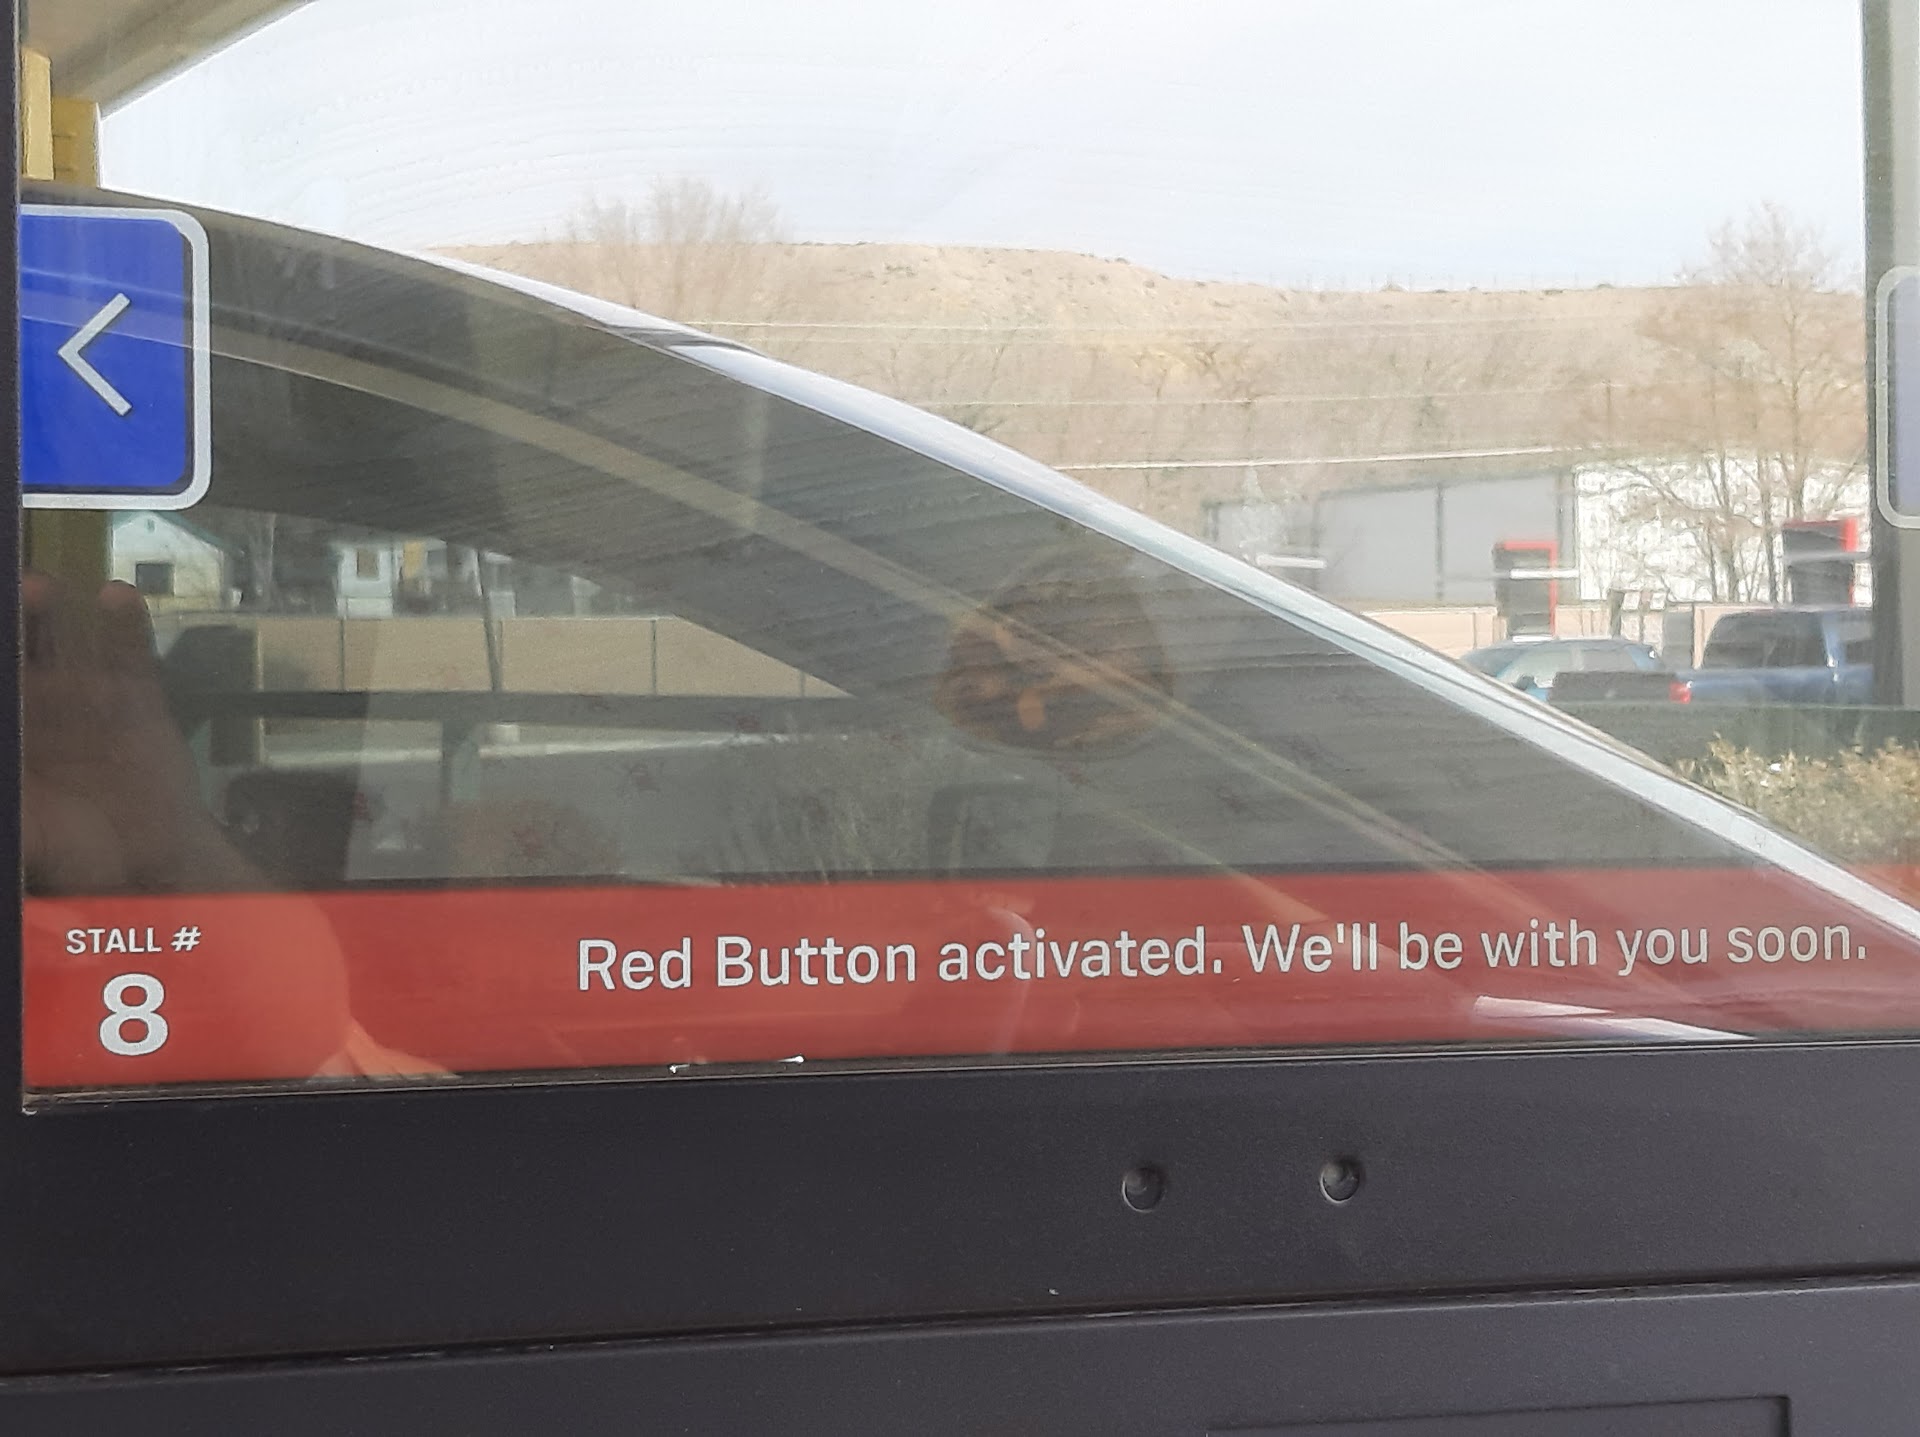 STALL #
8
Red Button activated. We'll be with you soon.